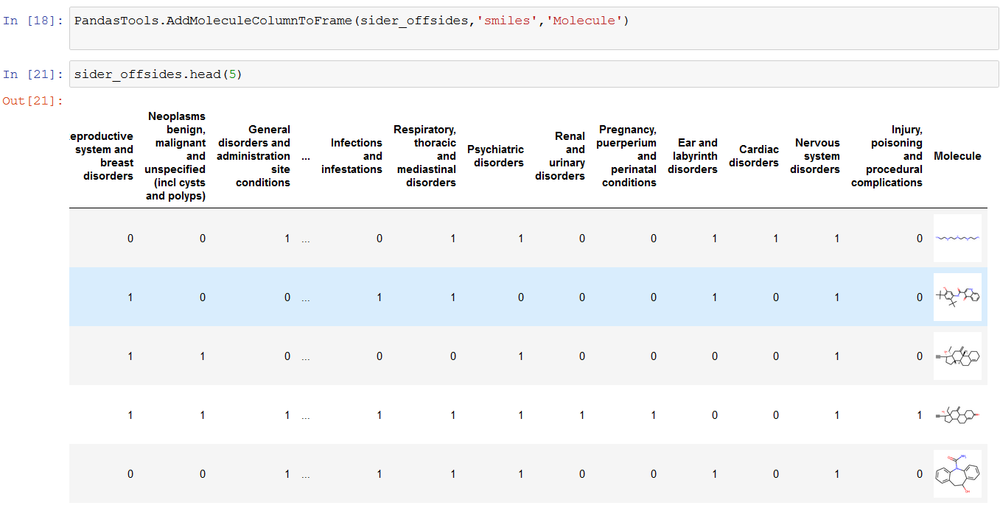 In [18]: PandasTools.AddMoleculeColumnToFrame(sider_offsides,'smiles','Molecule')
In [21]: sider_offsides.head(5)
Out[21]:
eproductive system and breast disorders
Neoplasms benign, malignant and unspecified (incl cysts and polyps)
General disorders and administration site conditions
...
Infections and infestations
Respiratory, thoracic and mediastinal disorders
Psychiatric disorders
Renal and urinary disorders
Pregnancy, puerperium and perinatal conditions
Ear and labyrinth disorders
Cardiac disorders
Nervous system disorders
Injury, poisoning and procedural complications
Molecule
0 0 1 ... 0 1 1 0 0 1 1 1 0
1 0 0 ... 1 1 0 0 0 1 0 1 0
1 1 0 ... 0 0 1 0 0 0 0 1 0
1 1 1 ... 1 1 1 1 1 0 0 1 1
0 0 1 ... 1 1 1 0 0 1 0 1 0